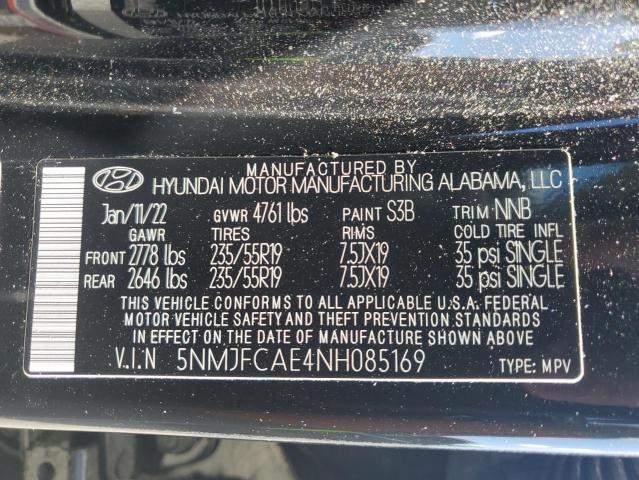 MANUFACTURED BY
HYUNDAI MOTOR MANUFACTURING ALABAMA, LLC
Jan/11/22 GVWR 4761 lbs PAINT S3B TRIM NNB
GAWR TIRES RIMS COLD TIRE INFL
FRONT 2778 lbs 235/55R19 7.5JX19 35 psi SINGLE
REAR 2646 lbs 235/55R19 7.5JX19 35 psi SINGLE
THIS VEHICLE CONFORMS TO ALL APPLICABLE U.S.A. FEDERAL
MOTOR VEHICLE SAFETY AND THEFT PREVENTION STANDARDS
IN EFFECT ON THE DATE OF MANUFACTURE SHOWN ABOVE.
V.I.N 5NMJFCAE4NH085169 TYPE: MPV